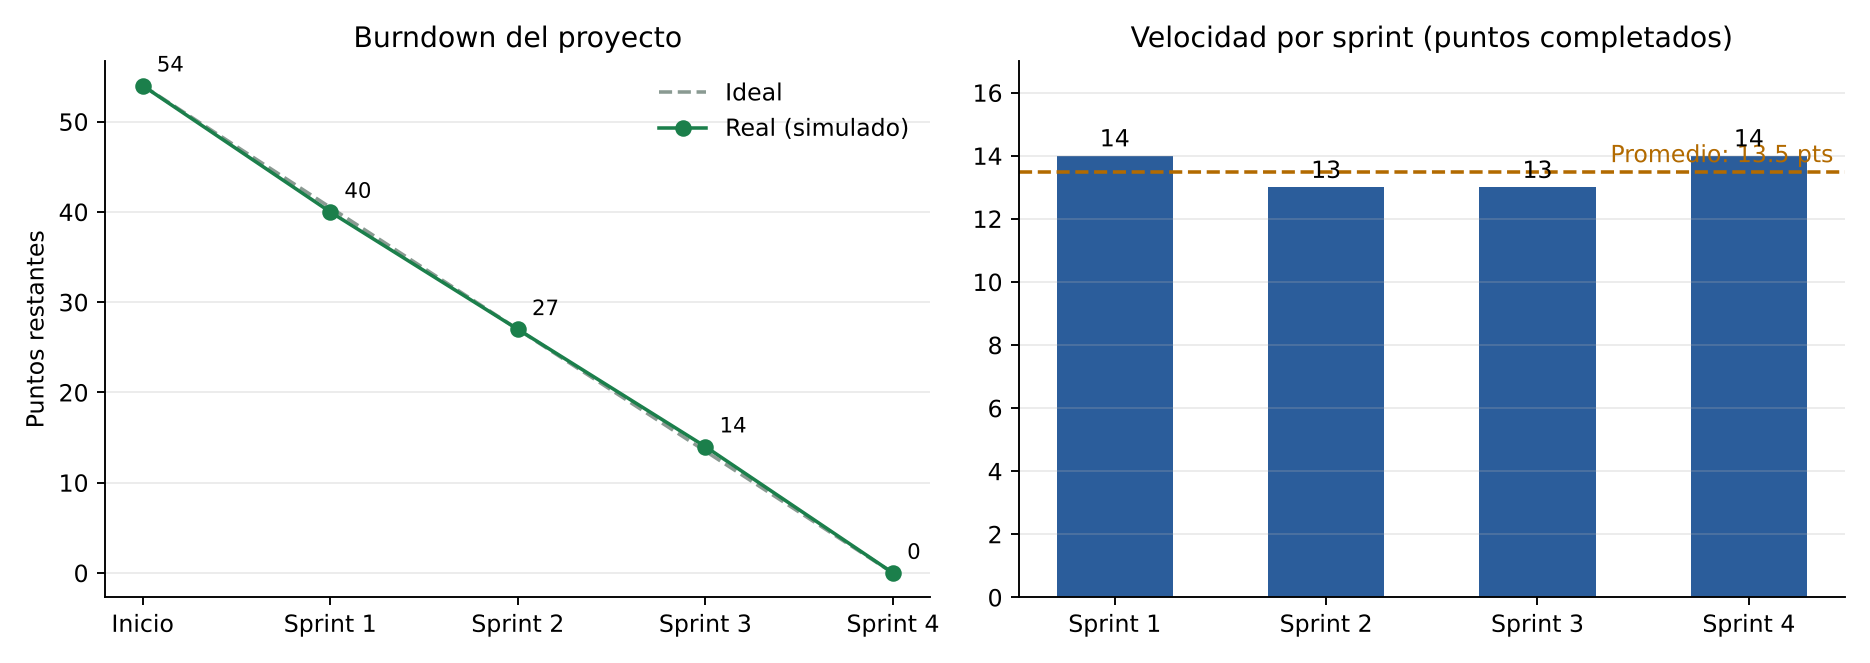 Burndown del proyecto
54
Ideal
Real (simulado)
50
40
40
30
27
20
14
10
0
0
Puntos restantes
Inicio
Sprint 1
Sprint 2
Sprint 3
Sprint 4
Velocidad por sprint (puntos completados)
16
14
14
14
Promedio: 13.5 pts
13
13
12
10
8
6
4
2
0
Sprint 1
Sprint 2
Sprint 3
Sprint 4